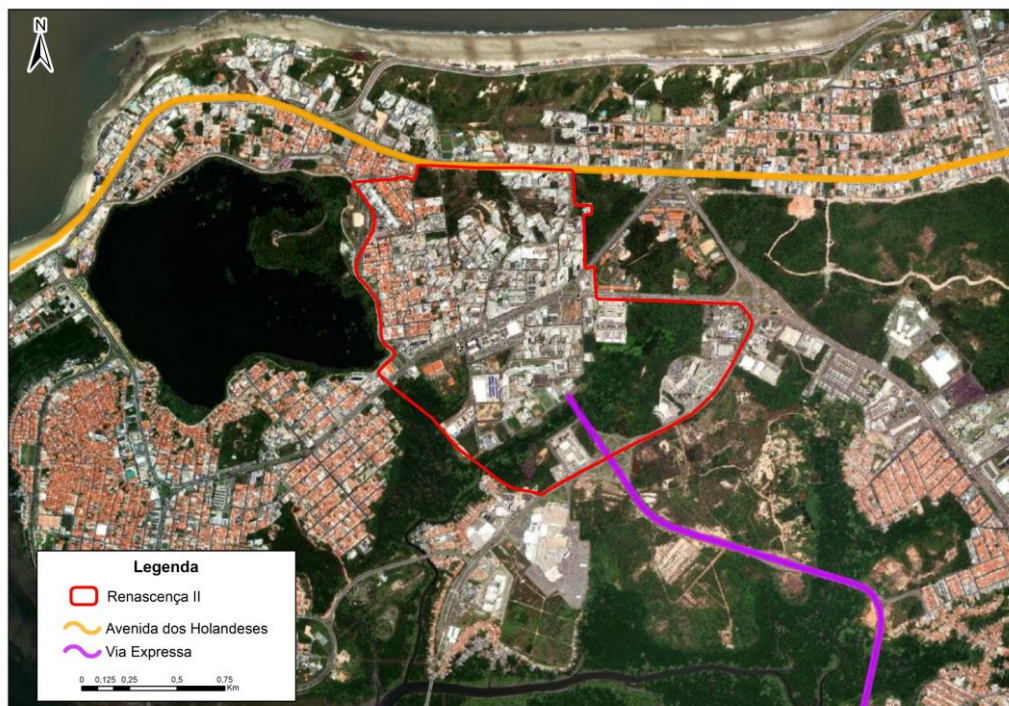 N
Legenda
Renascença II
Avenida dos Holandeses
Via Expressa
0 0,125 0,25 0,5 0,75
Km